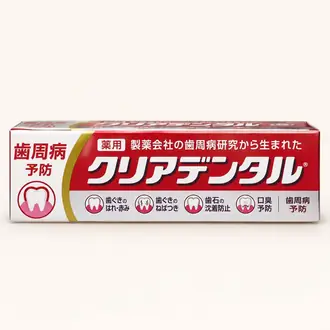 歯周病
予防
薬用 製薬会社の歯周病研究から生まれた
クリアデンタル®
歯ぐきの
はれ・赤み
歯ぐきの
ねばつき
歯石の
沈着防止
口臭
予防
歯周病
予防